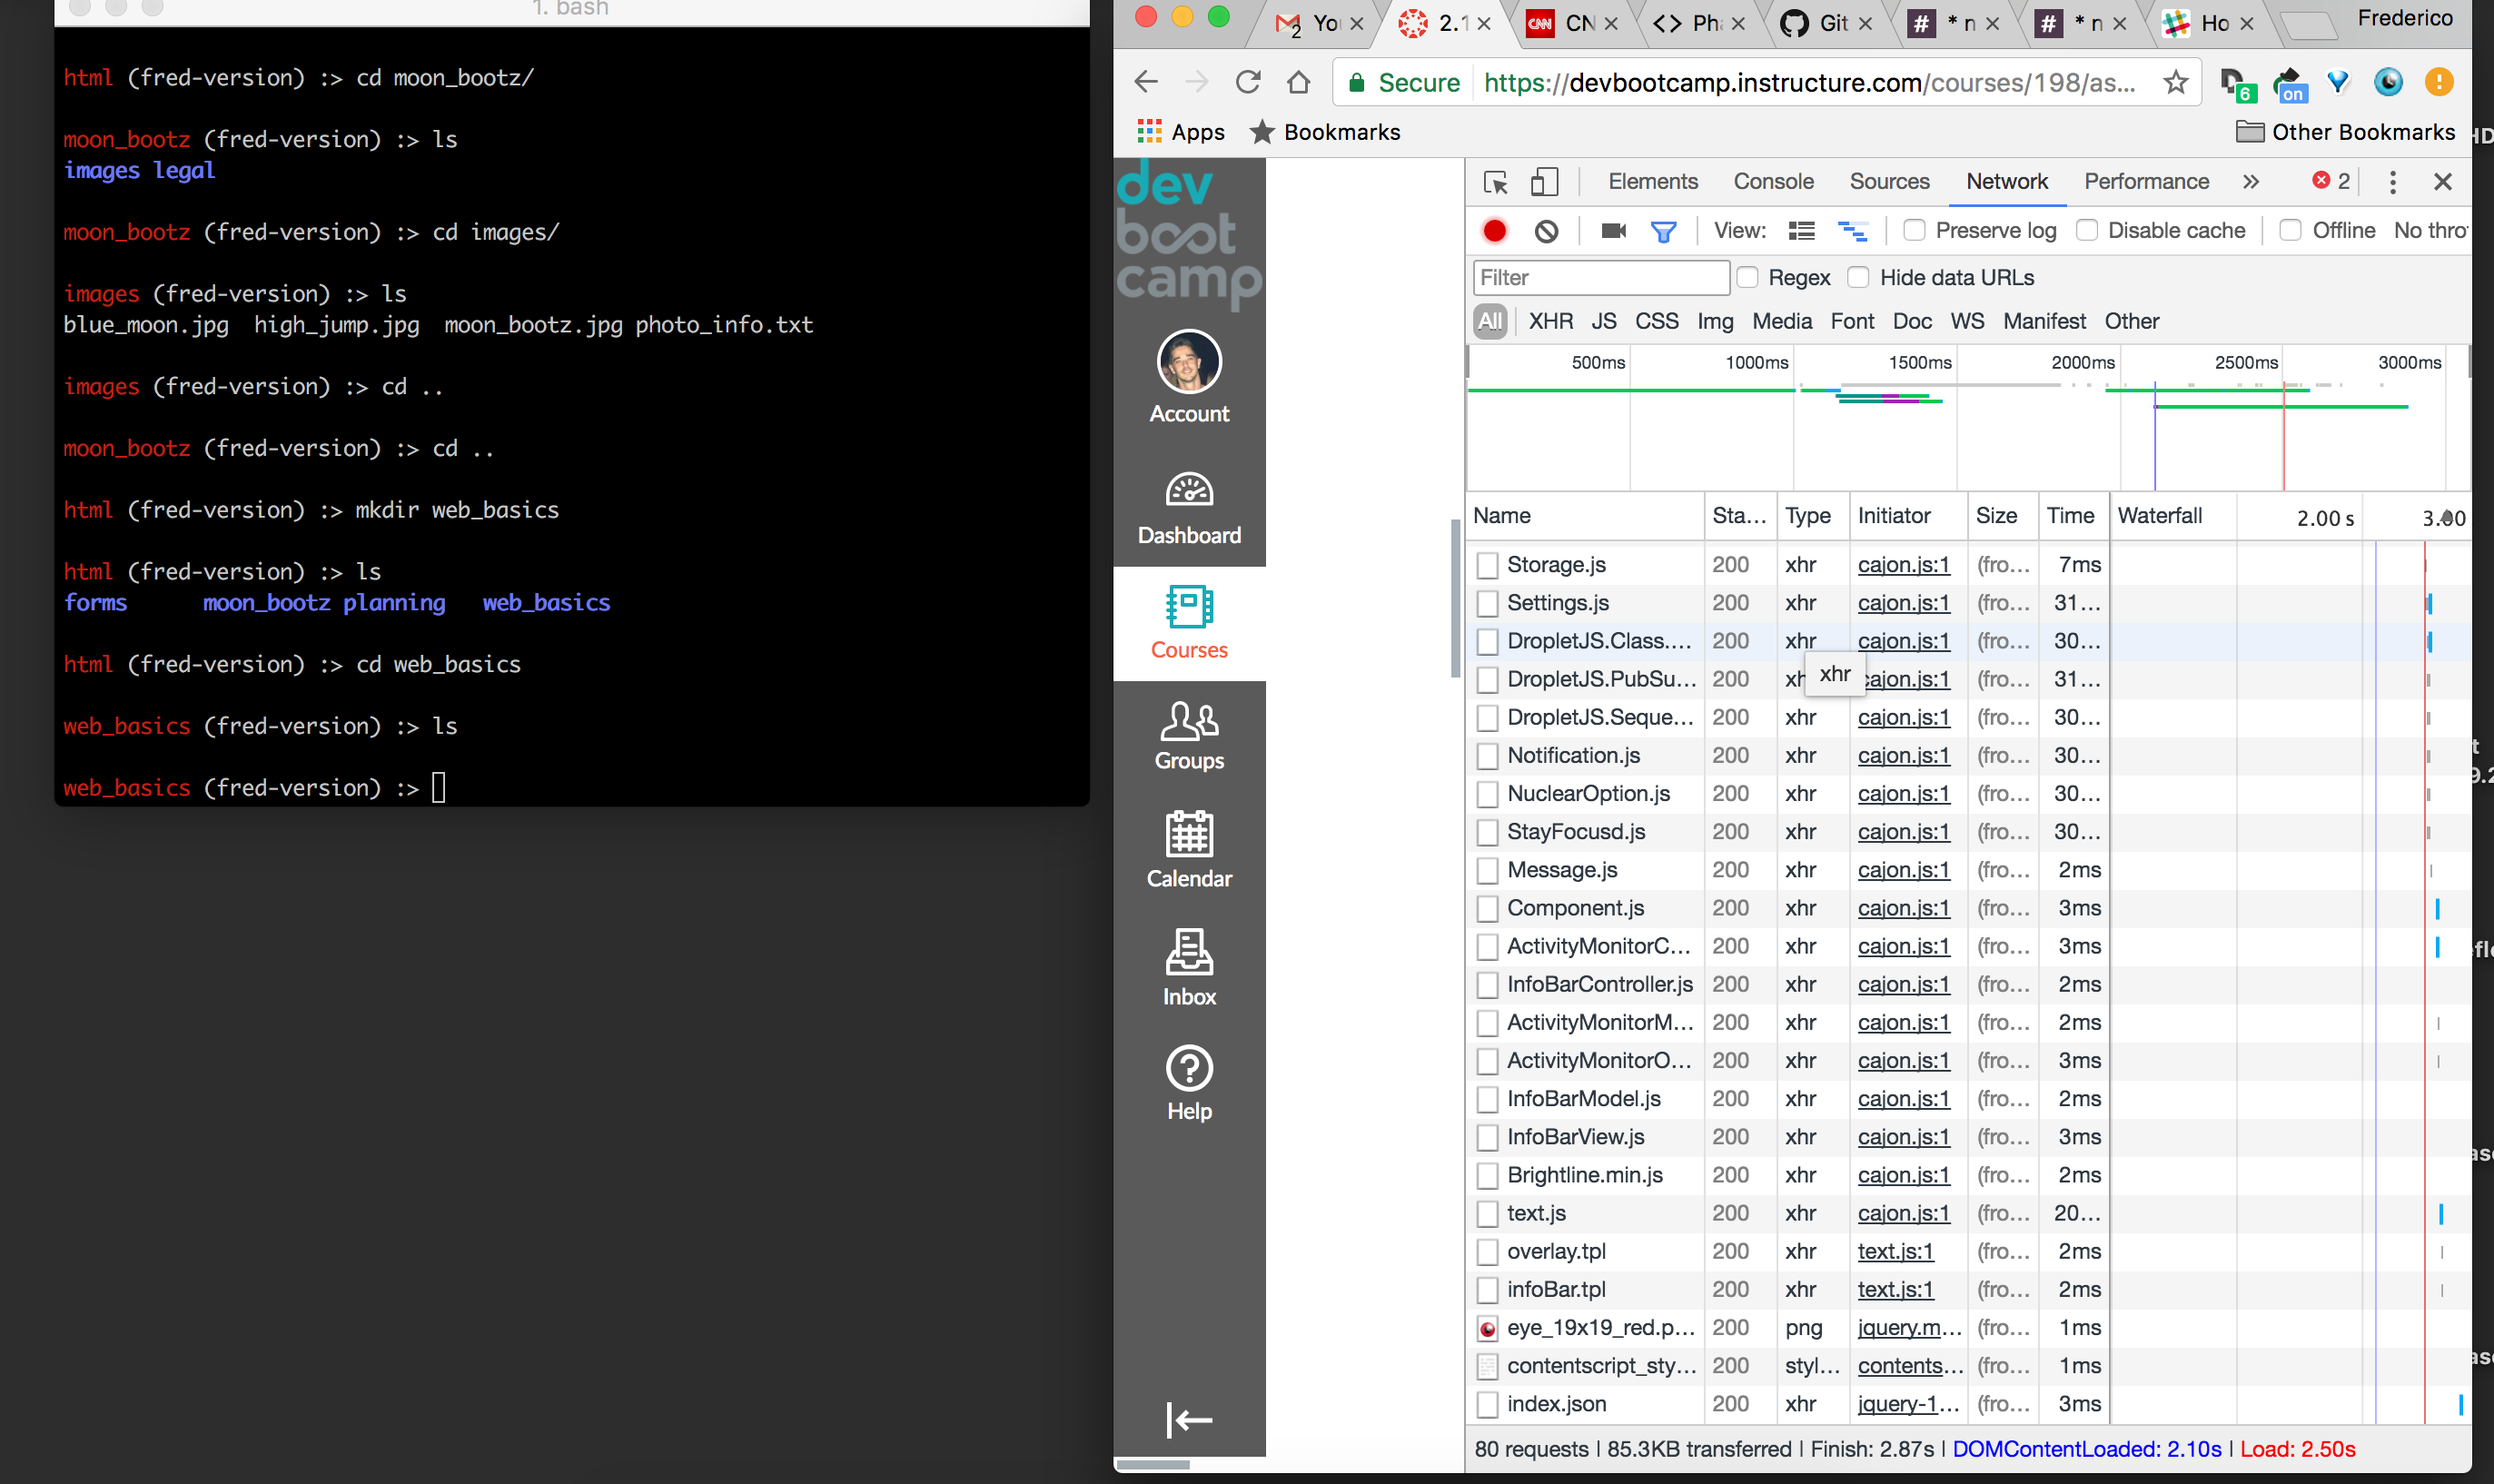 1. bash
html (fred-version) :> cd moon_bootz/
moon_bootz (fred-version) :> ls
images legal
moon_bootz (fred-version) :> cd images/
images (fred-version) :> ls
blue_moon.jpg high_jump.jpg moon_bootz.jpg photo_info.txt
images (fred-version) :> cd ..
moon_bootz (fred-version) :> cd ..
html (fred-version) :> mkdir web_basics
html (fred-version) :> ls
forms moon_bootz planning web_basics
html (fred-version) :> cd web_basics
web_basics (fred-version) :> ls
web_basics (fred-version) :>
2 You 2.1 CN Pha Git * n * n Ho Frederico
Secure https://devbootcamp.instructure.com/courses/198/as... 6 on
Apps Bookmarks Other Bookmarks
dev
bootcamp
Account
Dashboard
Courses
Groups
Calendar
Inbox
Help
Elements Console Sources Network Performance » 2
View: Preserve log Disable cache Offline No thro
Filter Regex Hide data URLs
All XHR JS CSS Img Media Font Doc WS Manifest Other
500ms 1000ms 1500ms 2000ms 2500ms 3000ms
Name Sta... Type Initiator Size Time Waterfall 2.00 s 3.00
Storage.js 200 xhr cajon.js:1 (fro... 7ms
Settings.js 200 xhr cajon.js:1 (fro... 31...
DropletJS.Class.... 200 xhr cajon.js:1 (fro... 30...
DropletJS.PubSu... 200 xhr cajon.js:1 (fro... 31...
xhr
DropletJS.Seque... 200 xhr cajon.js:1 (fro... 30...
Notification.js 200 xhr cajon.js:1 (fro... 30...
NuclearOption.js 200 xhr cajon.js:1 (fro... 30...
StayFocusd.js 200 xhr cajon.js:1 (fro... 30...
Message.js 200 xhr cajon.js:1 (fro... 2ms
Component.js 200 xhr cajon.js:1 (fro... 3ms
ActivityMonitorC... 200 xhr cajon.js:1 (fro... 3ms
InfoBarController.js 200 xhr cajon.js:1 (fro... 2ms
ActivityMonitorM... 200 xhr cajon.js:1 (fro... 2ms
ActivityMonitorO... 200 xhr cajon.js:1 (fro... 3ms
InfoBarModel.js 200 xhr cajon.js:1 (fro... 2ms
InfoBarView.js 200 xhr cajon.js:1 (fro... 3ms
Brightline.min.js 200 xhr cajon.js:1 (fro... 2ms
text.js 200 xhr cajon.js:1 (fro... 20...
overlay.tpl 200 xhr text.js:1 (fro... 2ms
infoBar.tpl 200 xhr text.js:1 (fro... 2ms
eye_19x19_red.p... 200 png jquery.m... (fro... 1ms
contentscript_sty... 200 styl... contents... (fro... 1ms
index.json 200 xhr jquery-1... (fro... 3ms
80 requests | 85.3KB transferred | Finish: 2.87s | DOMContentLoaded: 2.10s | Load: 2.50s